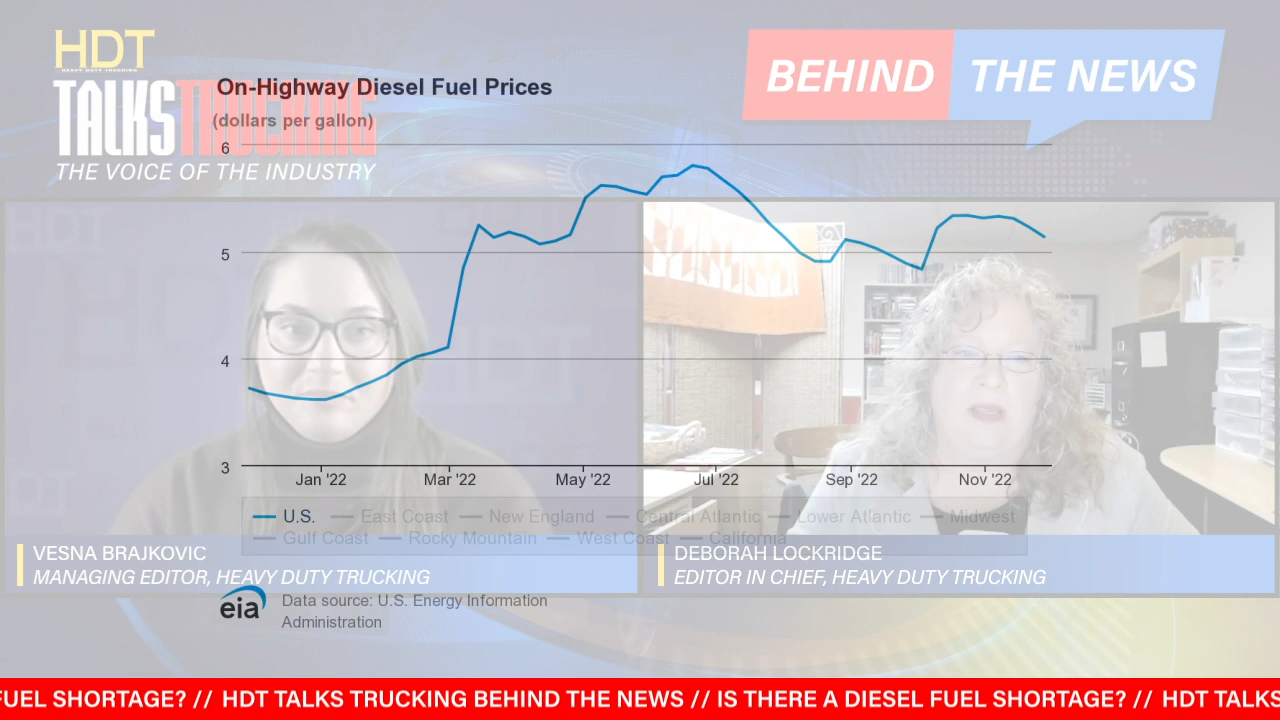 HDT
HEAVY DUTY TRUCKING
TALKS TRUCKING
THE VOICE OF THE INDUSTRY
BEHIND THE NEWS
On-Highway Diesel Fuel Prices
(dollars per gallon)
6
5
4
3
Jan '22 Mar '22 May '22 Jul '22 Sep '22 Nov '22
U.S. East Coast New England Central Atlantic Lower Atlantic Midwest
Gulf Coast Rocky Mountain West Coast California
VESNA BRAJKOVIC
MANAGING EDITOR, HEAVY DUTY TRUCKING
DEBORAH LOCKRIDGE
EDITOR IN CHIEF, HEAVY DUTY TRUCKING
eia
Data source: U.S. Energy Information
Administration
FUEL SHORTAGE? // HDT TALKS TRUCKING BEHIND THE NEWS // IS THERE A DIESEL FUEL SHORTAGE? // HDT TALKS